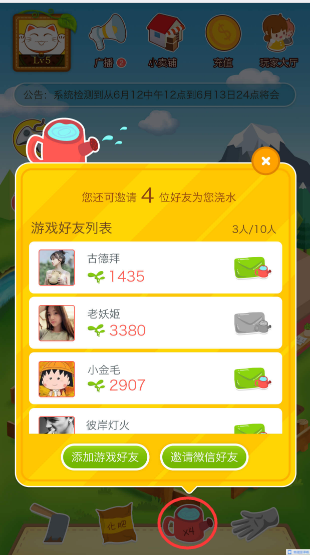 Lv5
广播 2
小卖铺
充值
玩家大厅
公告：系统检测到从6月12中午12点到6月13日24点将会
您还可邀请 4 位好友为您浇水
游戏好友列表
3人/10人
古德拜
1435
老妖姬
3380
小金毛
2907
彼岸灯火
添加游戏好友
邀请微信好友
化肥
x4